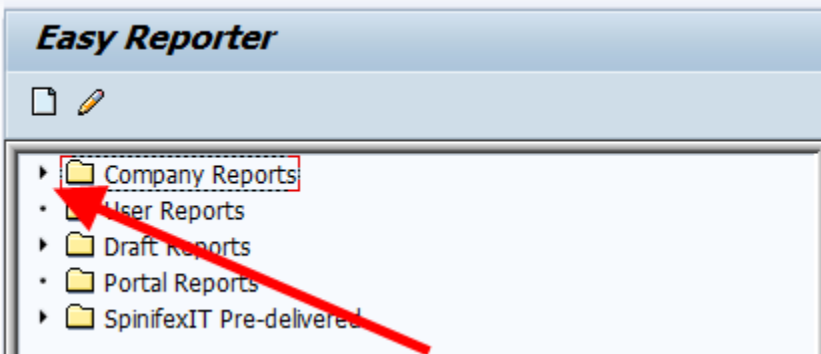 Easy Reporter
Company Reports
User Reports
Draft Reports
Portal Reports
SpinifexIT Pre-delivered